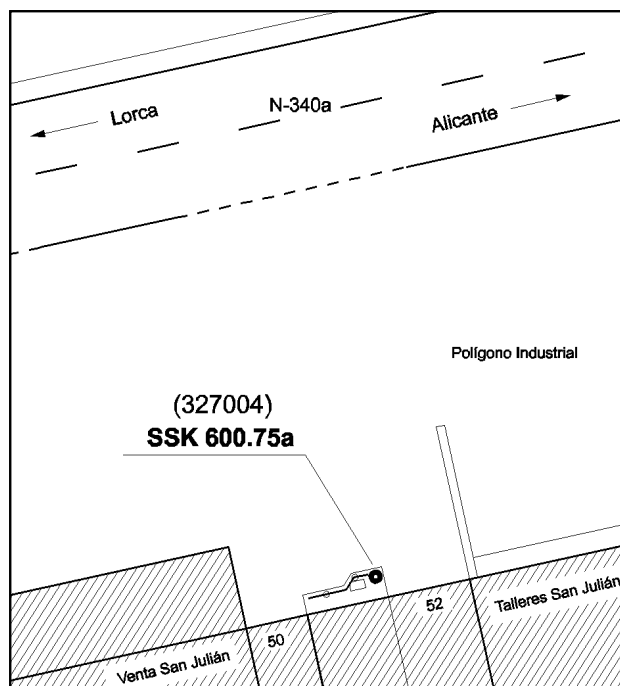 N-340a
Lorca
Alicante
Polígono Industrial
(327004)
SSK 600.75a
52
Talleres San Julián
50
Venta San Julián